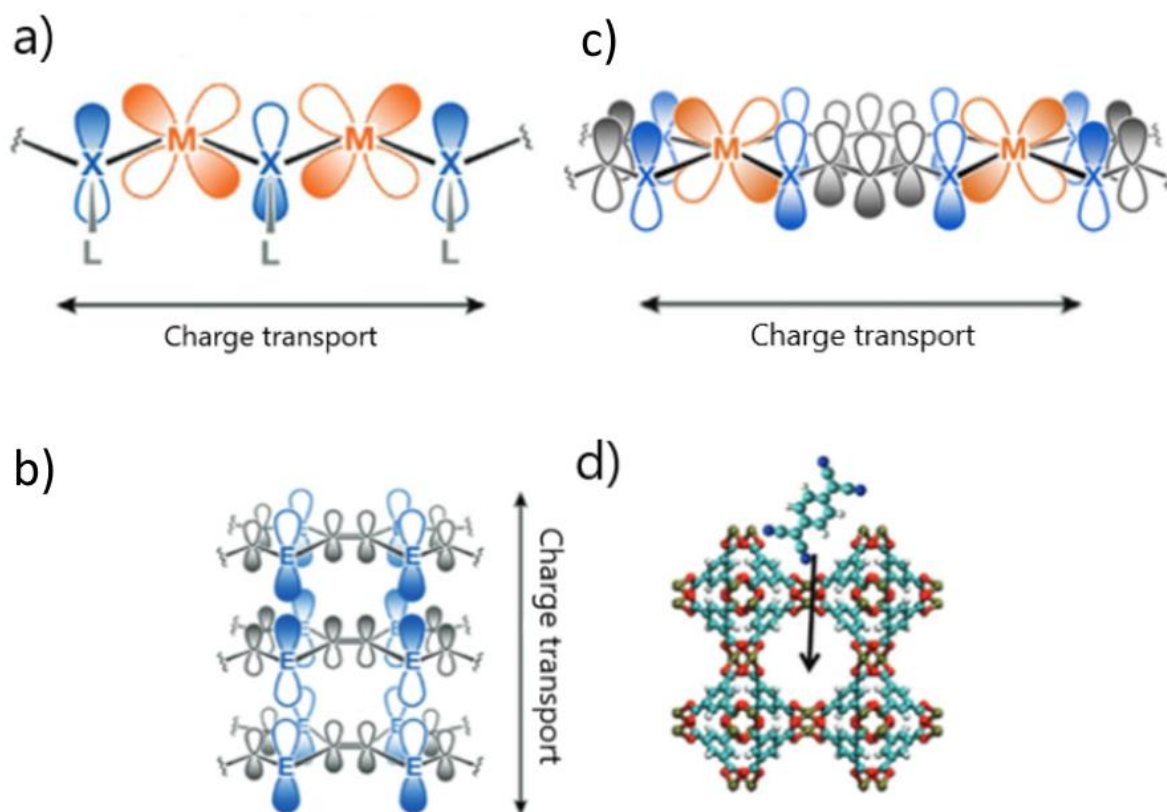 a)
X M X M X
L L L
Charge transport
c)
M M
X X X X
Charge transport
b)
E E
E E
E E
E E
E E
Charge transport
d)